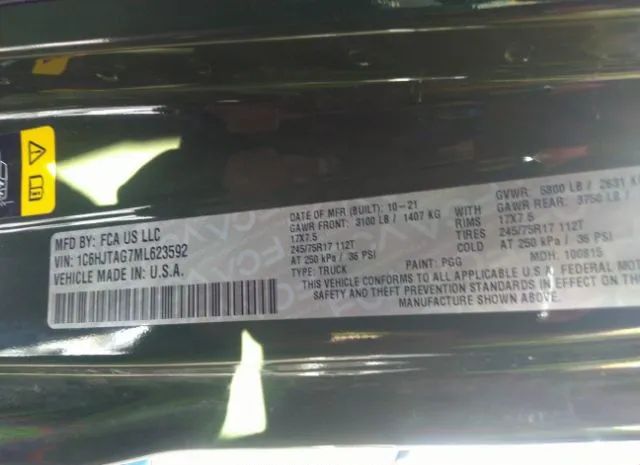 MFD BY: FCA US LLC
VIN: 1C6HJTAG7ML623592
VEHICLE MADE IN U.S.A.
DATE OF MFR (BUILT): 10-21
GAWR FRONT: 3100 LB / 1407 KG
17X7.5
245/75R17 112T
AT 250 kPa / 36 PSI
TYPE: TRUCK
PAINT: PGG
WITH
RIMS
GVWR: 5800 LB / 2631 KG
GAWR REAR: 3750 LB /
17X7.5
245/75R17 112T
AT 250 kPa / 36 PSI
MDH: 100815
THIS VEHICLE CONFORMS TO ALL APPLICABLE U.S.A. FEDERAL MOTOR
SAFETY AND THEFT PREVENTION STANDARDS IN EFFECT ON THE
MANUFACTURE SHOWN ABOVE.